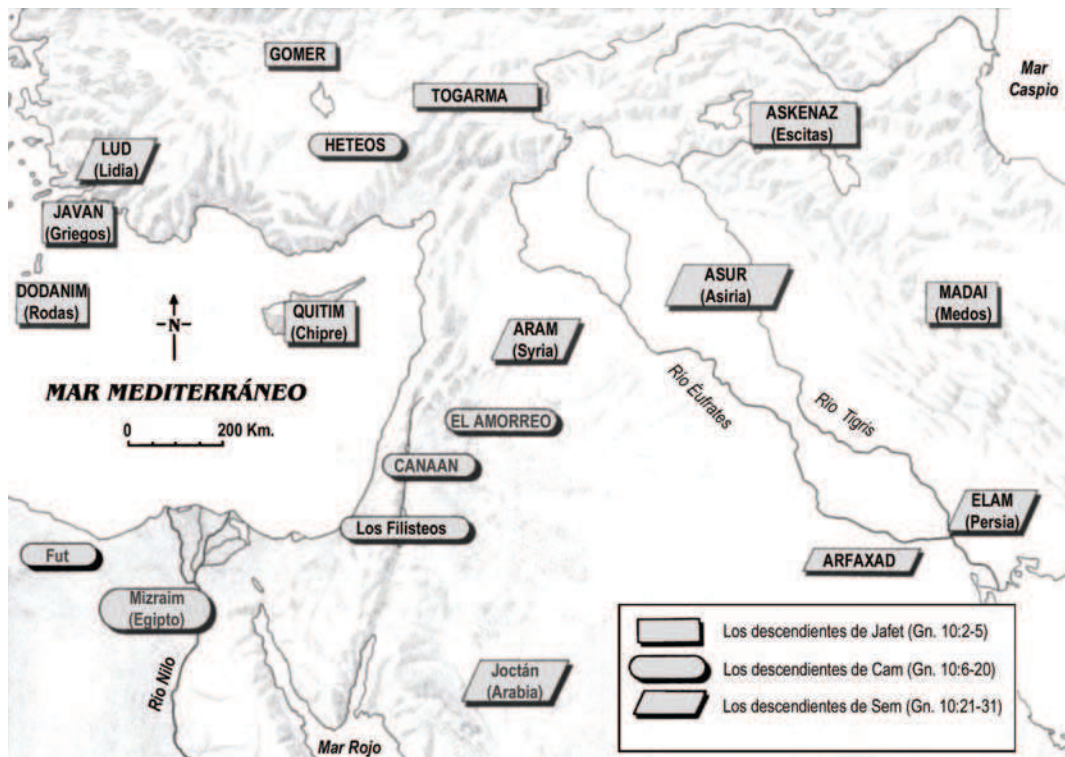 GOMER
Mar
Caspio
TOGARMA
ASKENAZ
(Escitas)
HETEOS
LUD
(Lidia)
JAVAN
(Griegos)
ASUR
(Asiria)
DODANIM
(Rodas)
MADAI
(Medos)
QUITIM
(Chipre)
N
ARAM
(Syria)
MAR MEDITERRÁNEO
Río Éufrates
Rio Tigris
0 200 Km.
EL AMORREO
CANAAN
ELAM
(Persia)
Los Filisteos
Fut
ARFAXAD
Mizraim
(Egipto)
Río Nilo
Joctán
(Arabia)
Mar Rojo
Los descendientes de Jafet (Gn. 10:2-5)
Los descendientes de Cam (Gn. 10:6-20)
Los descendientes de Sem (Gn. 10:21-31)